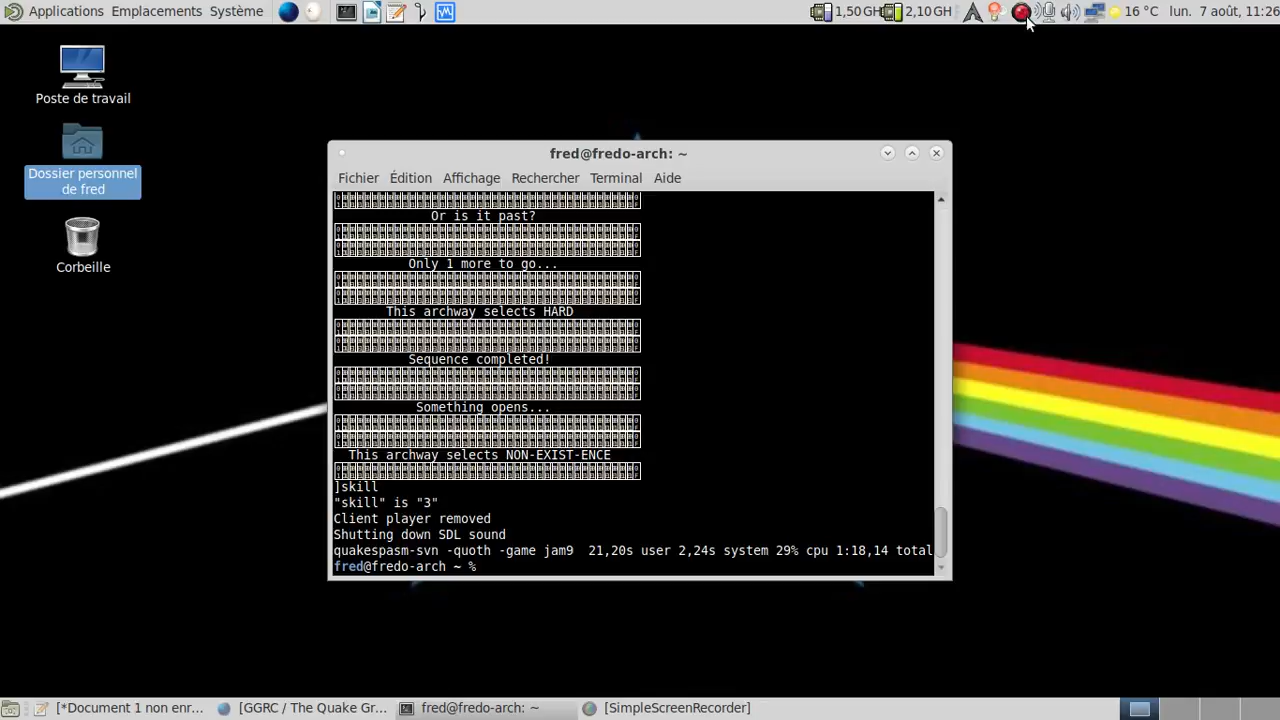 Applications Emplacements Système
1,50 GH
2,10 GH
16 °C
lun. 7 août, 11:26
Poste de travail
Dossier personnel
de fred
Corbeille
fred@fredo-arch: ~
Fichier Édition Affichage Rechercher Terminal Aide
Or is it past?
Only 1 more to go...
This archway selects HARD
Sequence completed!
Something opens...
This archway selects NON-EXIST-ENCE
]skill
"skill" is "3"
Client player removed
Shutting down SDL sound
quakespasm-svn -quoth -game jam9  21,20s user 2,24s system 29% cpu 1:18,14 total
fred@fredo-arch ~ %
[*Document 1 non enr...
[GGRC / The Quake Gr...
fred@fredo-arch: ~
[SimpleScreenRecorder]